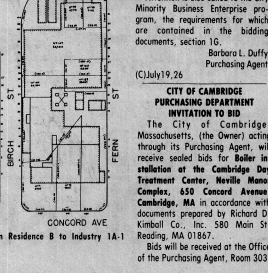 BIRCH ST
FERN ST
CONCORD AVE
n Residence B to Industry 1A-1
Minority Business Enterprise pro-
gram, the requirements for which
are contained in the bidding
documents, section 1G.
Barbara L. Duffy
Purchasing Agent
(C)July19,26
CITY OF CAMBRIDGE
PURCHASING DEPARTMENT
INVITATION TO BID
The City of Cambridge
Massachusetts, (the Owner) acting
through its Purchasing Agent, wil
receive sealed bids for Boiler in-
stallation at the Cambridge Day
Treatment Center, Neville Manor
Complex, 650 Concord Avenue,
Cambridge, MA in accordance with
documents prepared by Richard D.
Kimball Co., Inc. 580 Main St
Reading, MA 01867.
Bids will be received at the Office
of the Purchasing Agent, Room 303